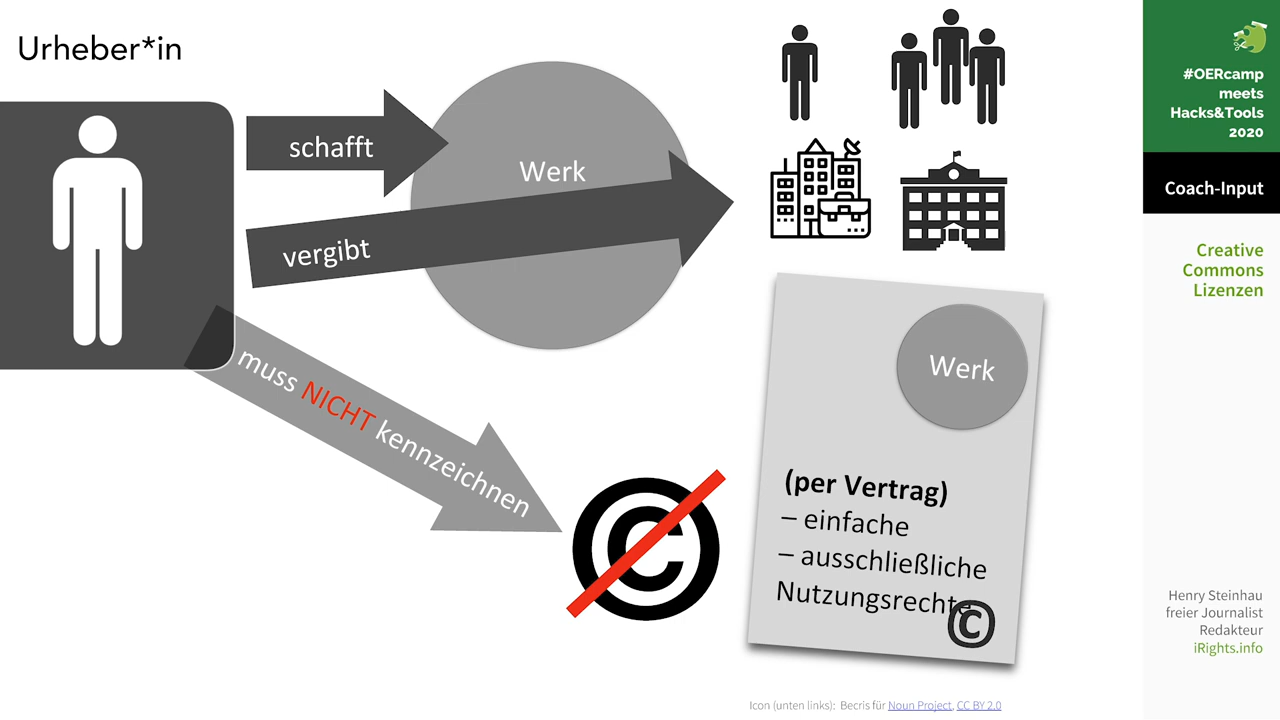 Urheber*in
schafft
Werk
vergibt
muss NICHT kennzeichnen
©
Werk
(per Vertrag)
– einfache
– ausschließliche
Nutzungsrechte
©
Icon (unten links): Becris für Noun Project, CC BY 2.0
#OERcamp
meets
Hacks&Tools
2020
Coach-Input
Creative
Commons
Lizenzen
Henry Steinhau
freier Journalist
Redakteur
iRights.info